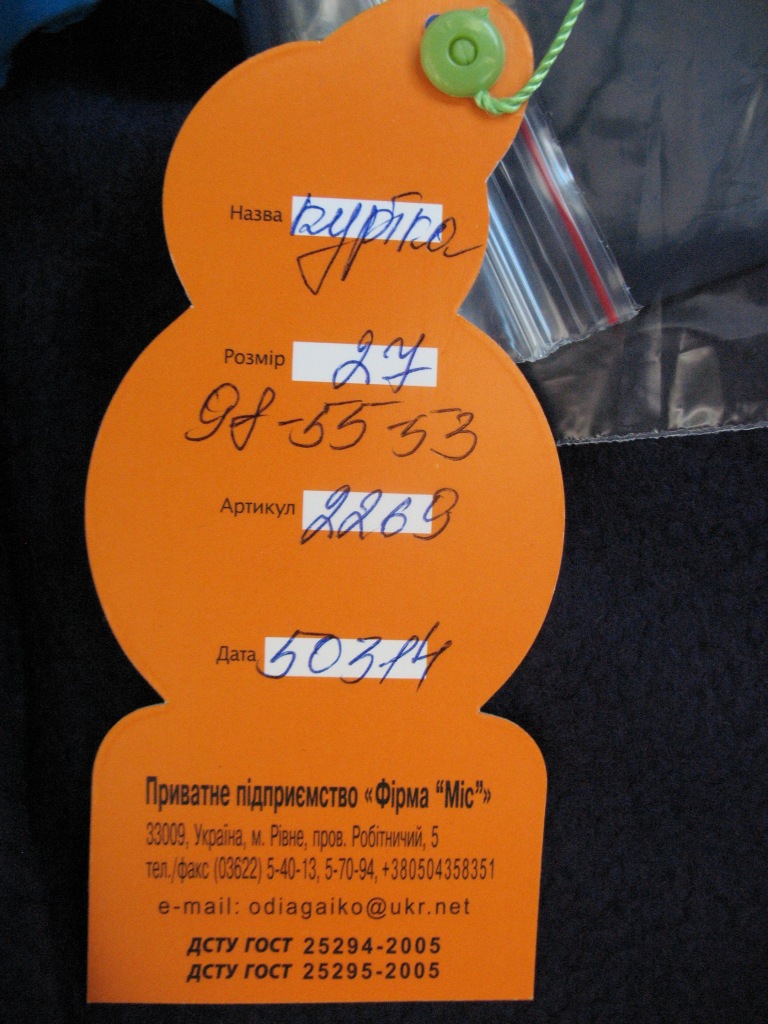 Назва куртка
Розмір 27
98-55-53
Артикул 2269
Дата 50314
Приватне підприємство «Фірма “Міс”»
33009, Україна, м. Рівне, пров. Робітничий, 5
тел./факс (03622) 5-40-13, 5-70-94, +380504358351
e-mail: odiagaiko@ukr.net
ДСТУ ГОСТ 25294-2005
ДСТУ ГОСТ 25295-2005